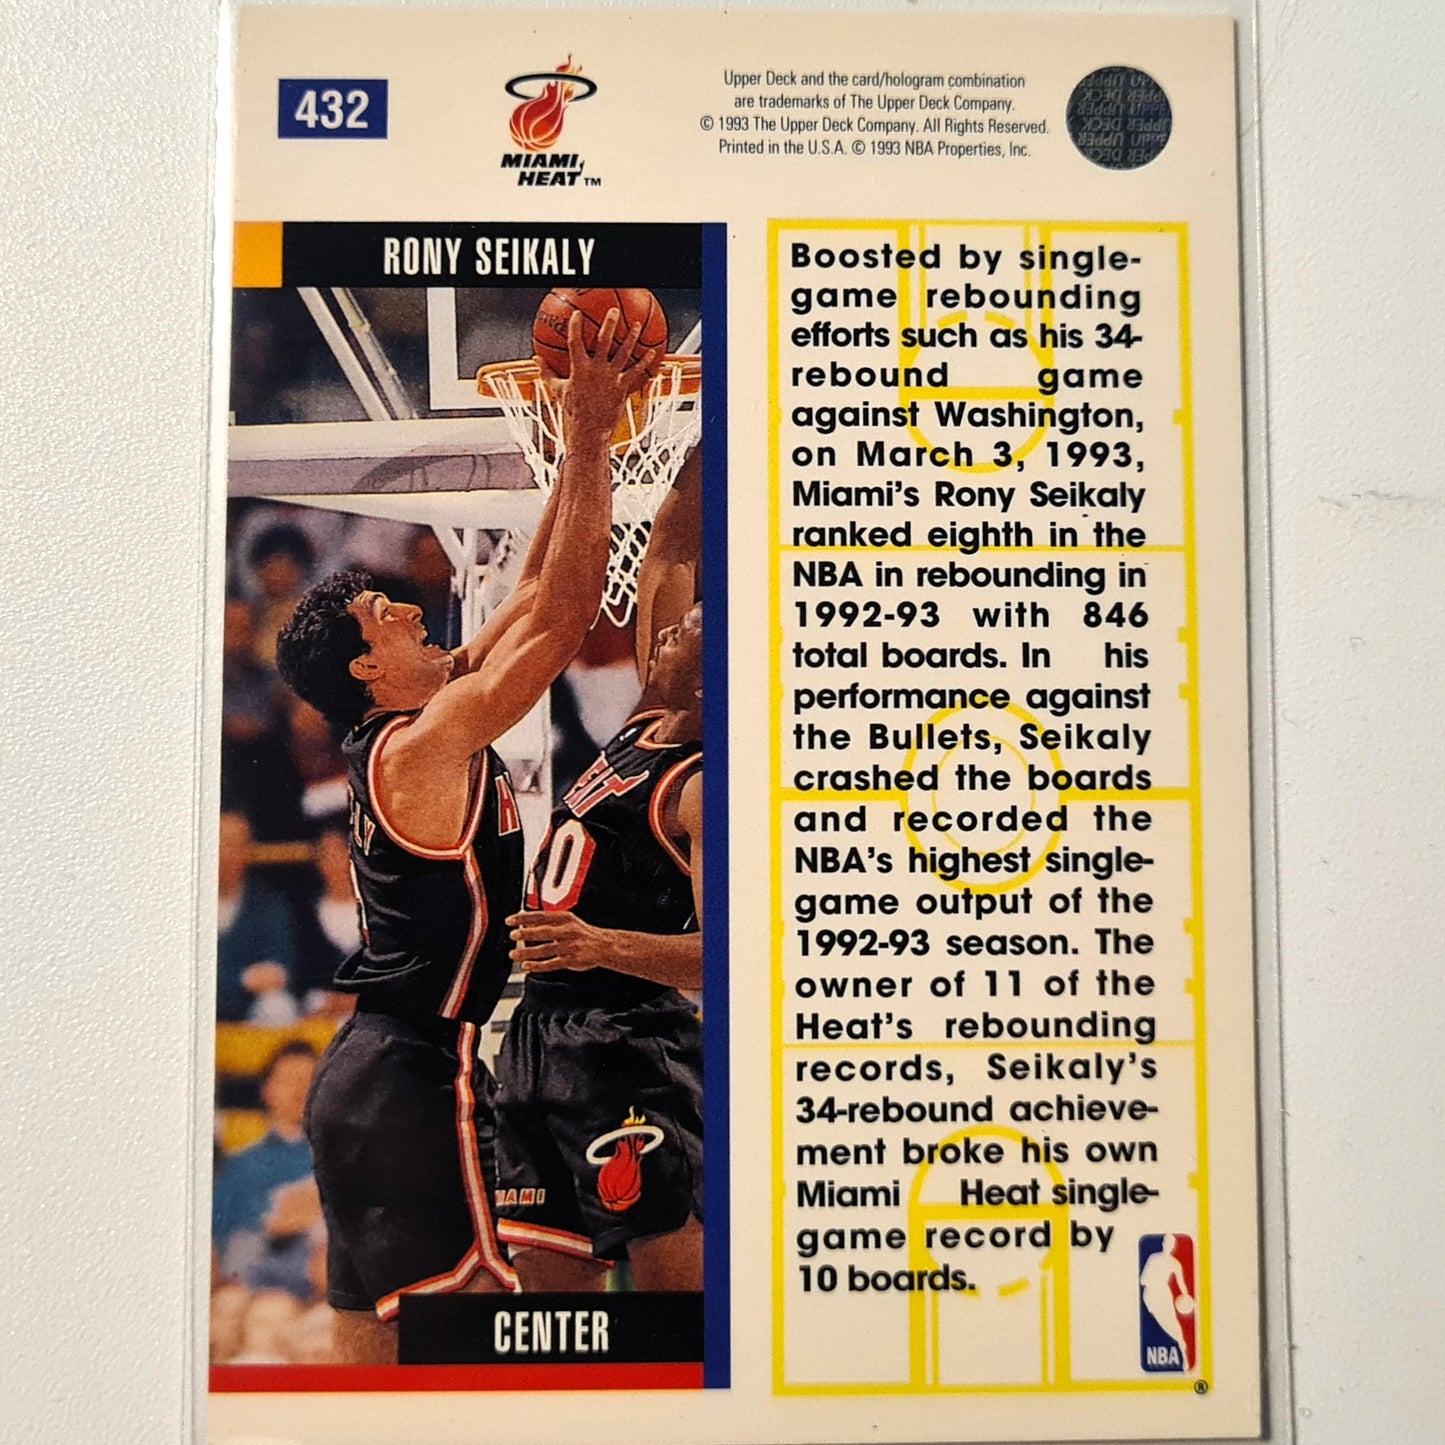 432
MIAMI
HEAT TM
Upper Deck and the card/hologram combination
are trademarks of The Upper Deck Company.
© 1993 The Upper Deck Company. All Rights Reserved.
Printed in the U.S.A. © 1993 NBA Properties, Inc.
UPPER DECK
RONY SEIKALY
Boosted by single-
game rebounding
efforts such as his 34-
rebound game
against Washington,
on March 3, 1993,
Miami's Rony Seikaly
ranked eighth in the
NBA in rebounding in
1992-93 with 846
total boards. In his
performance against
the Bullets, Seikaly
crashed the boards
and recorded the
NBA's highest single-
game output of the
1992-93 season. The
owner of 11 of the
Heat's rebounding
records, Seikaly's
34-rebound achieve-
ment broke his own
Miami Heat single-
game record by
10 boards.
CENTER
NBA
®